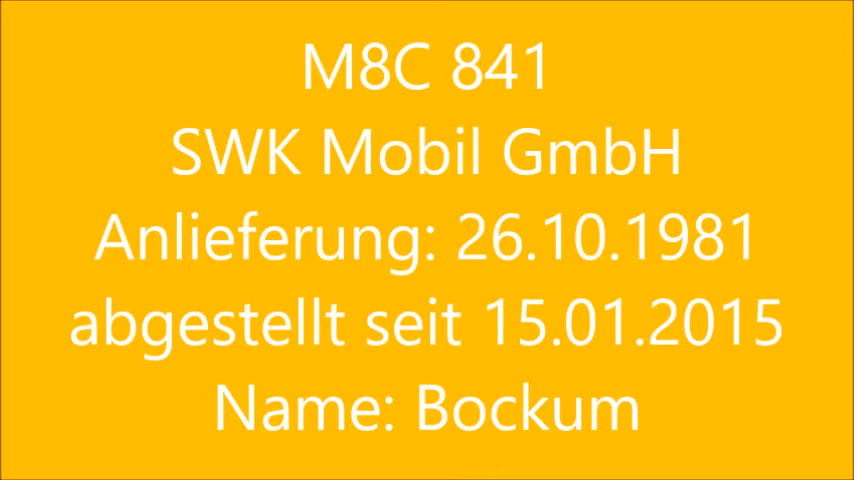 M8C 841
SWK Mobil GmbH
Anlieferung: 26.10.1981
abgestellt seit 15.01.2015
Name: Bockum